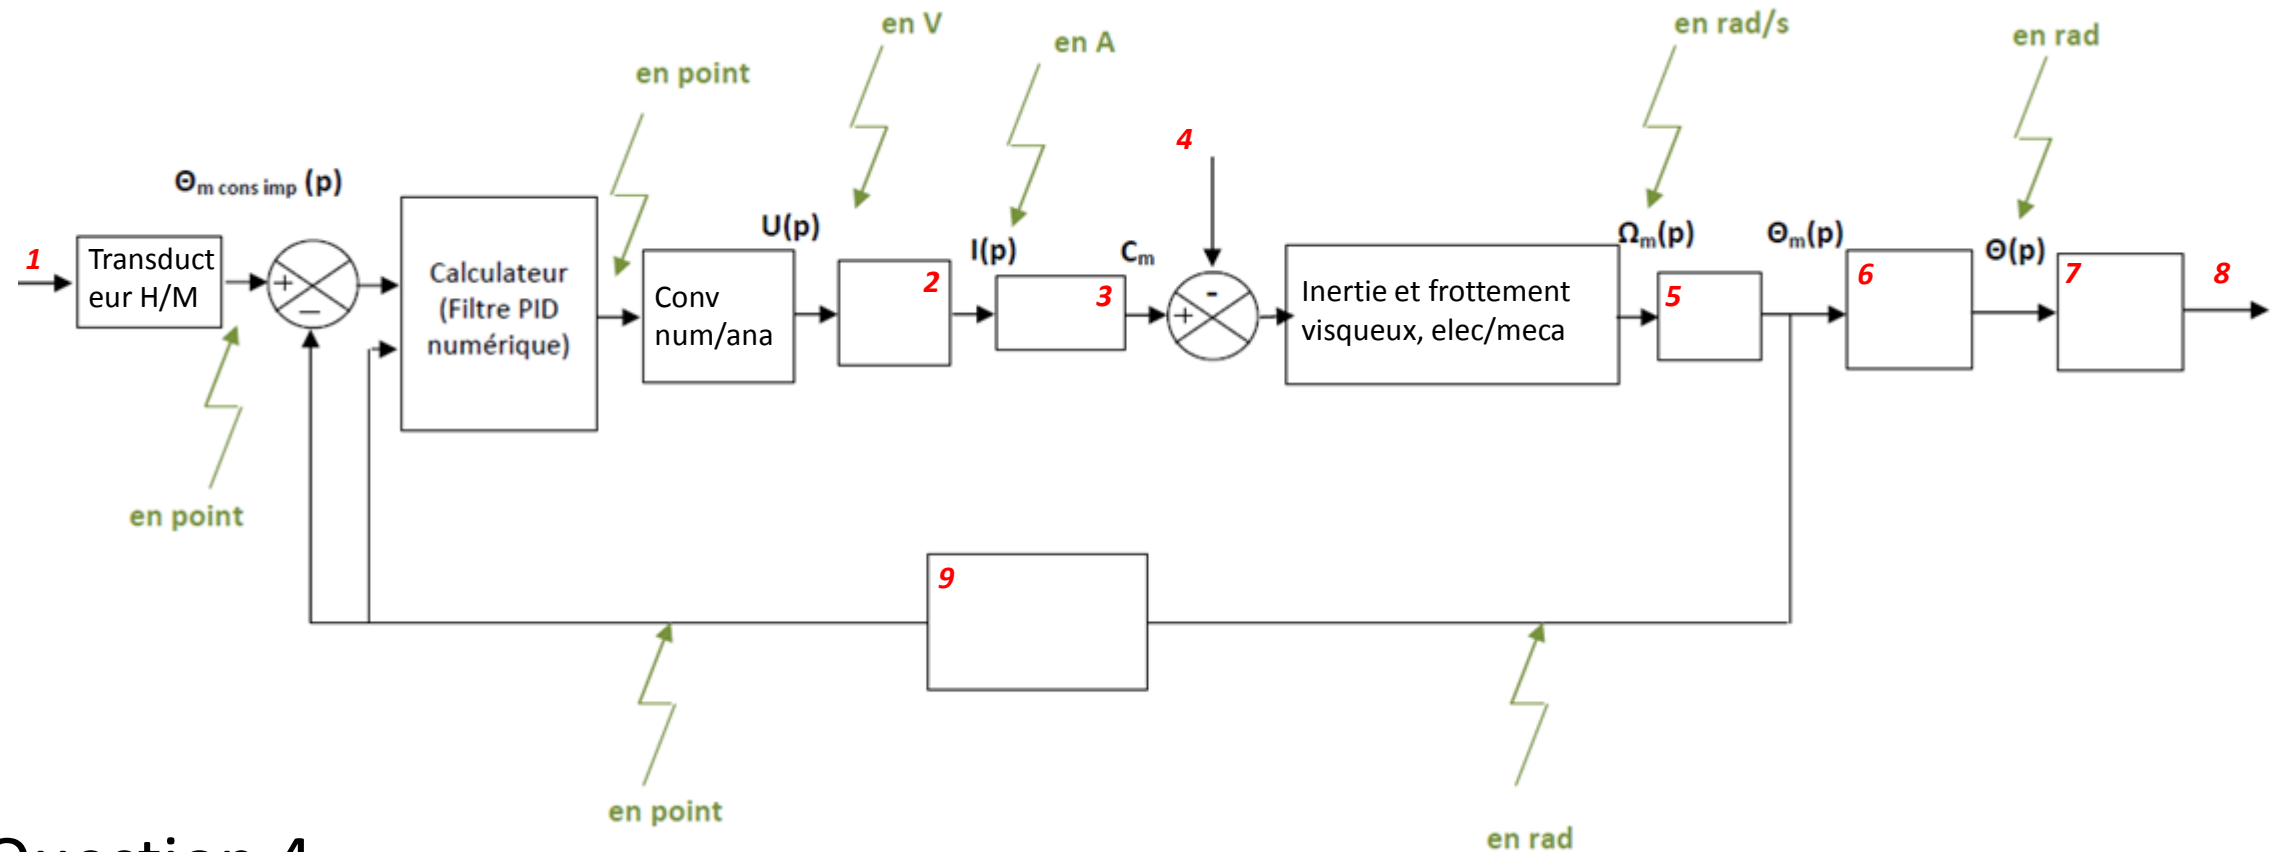 en V
en rad/s
en A
en rad
en point
4
Θm cons imp (p)
U(p)
I(p)
Cm
Ωm(p)
Θm(p)
Θ(p)
1
Transduct
eur H/M
+
−
Calculateur
(Filtre PID
numérique)
Conv
num/ana
2
3
-
+
Inertie et frottement
visqueux, elec/meca
5
6
7
8
en point
9
en point
en rad
Question 4